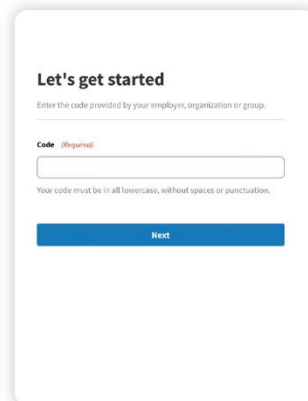 Let's get started
Enter the code provided by your employer, organization or group.
Code (Required)
Your code must be in all lowercase, without spaces or punctuation.
Next